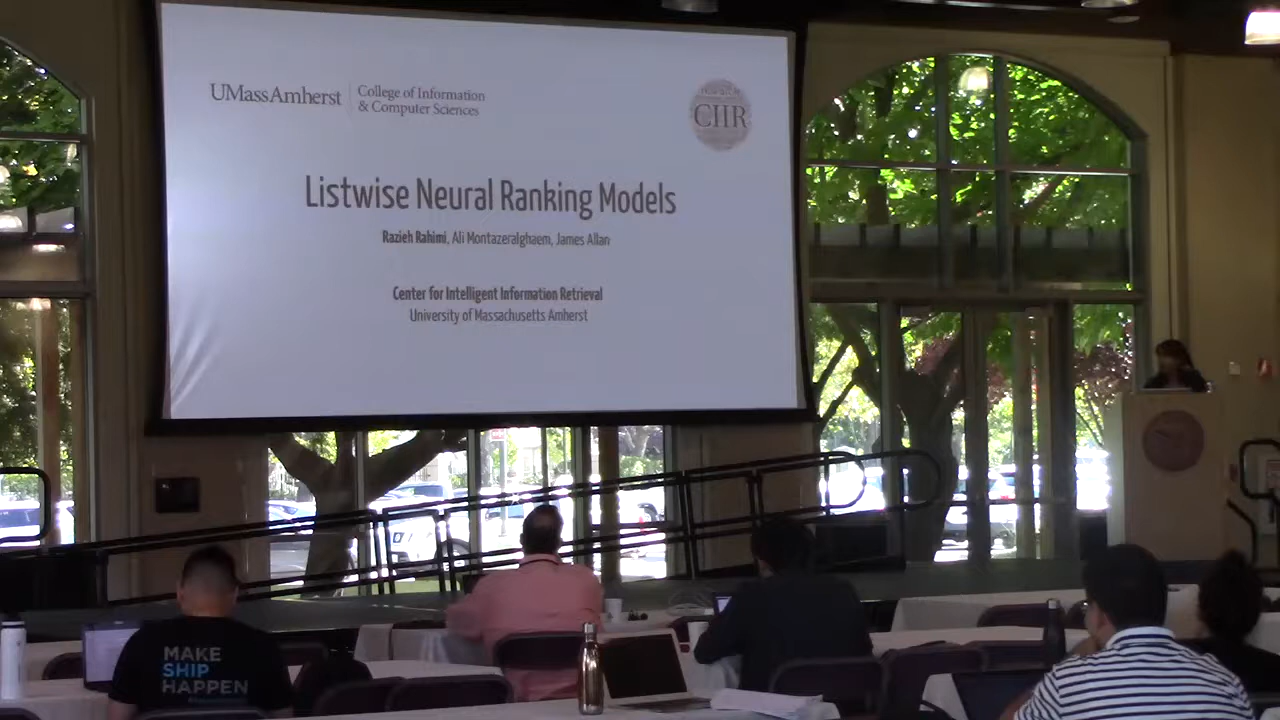 UMassAmherst
College of Information
& Computer Sciences
CIIR
Listwise Neural Ranking Models
Razieh Rahimi, Ali Montazeralghaem, James Allan
Center for Intelligent Information Retrieval
University of Massachusetts Amherst
MAKE
SHIP
HAPPEN